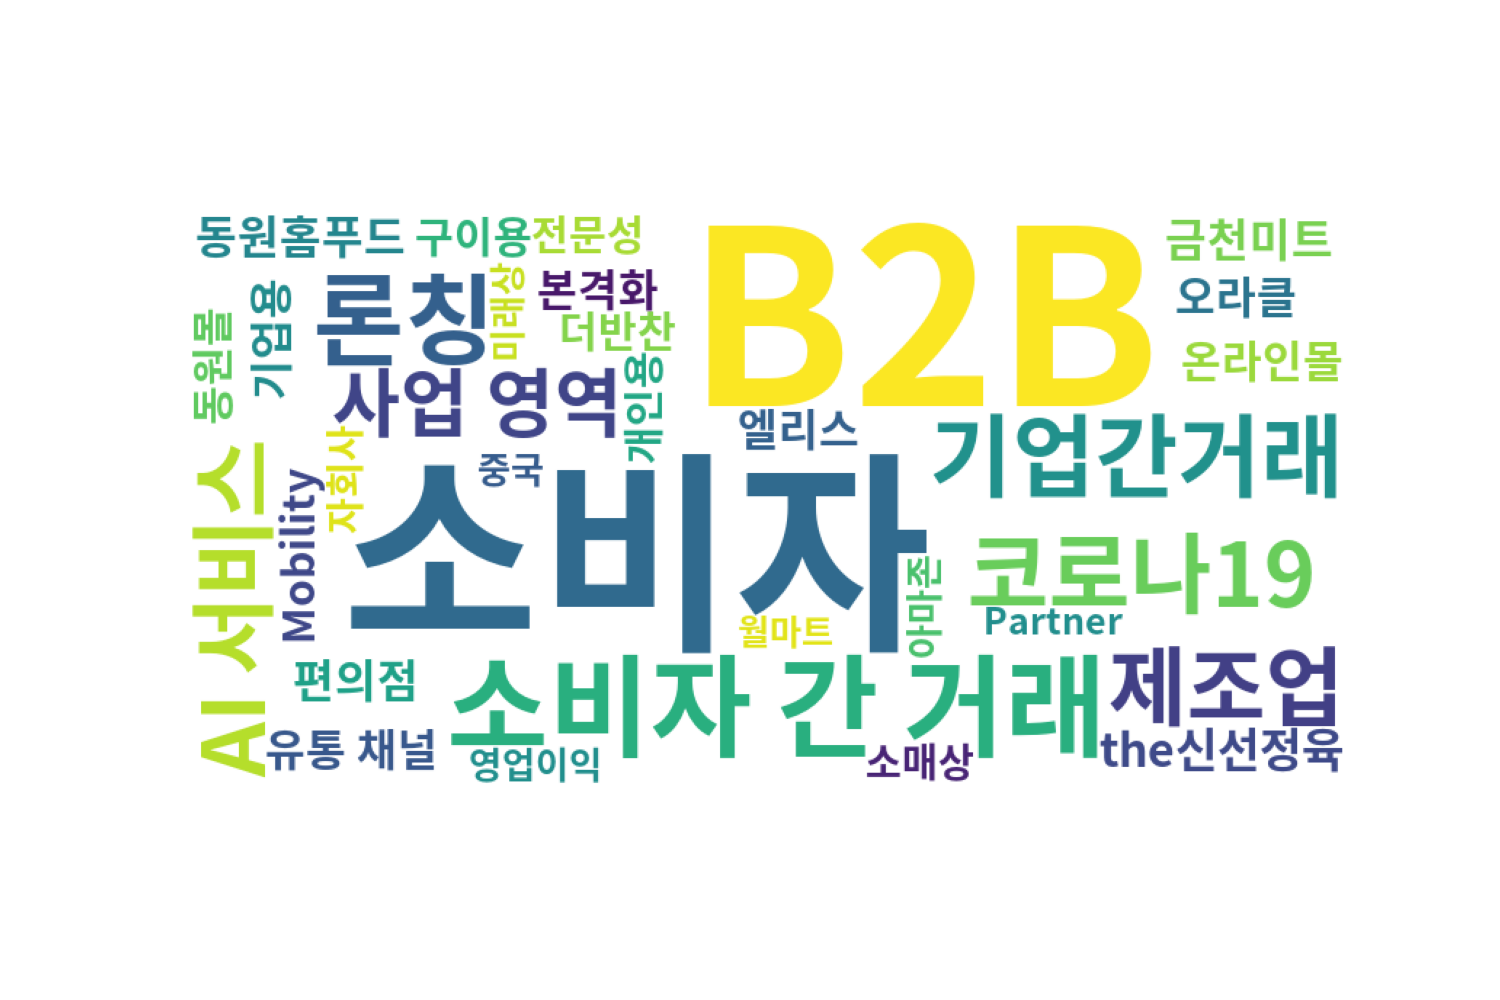 동원홈푸드
구이용
전문성
B2B
금천미트
미래상
본격화
오라클
론칭
기업용
동원몰
더반찬
온라인몰
사업 영역
개인용
엘리스
기업간거래
자회사
중국
소비자
AI 서비스
Mobility
코로나19
아마존
Partner
월마트
편의점
소비자 간 거래
제조업
유통 채널
영업이익
소매상
the신선정육